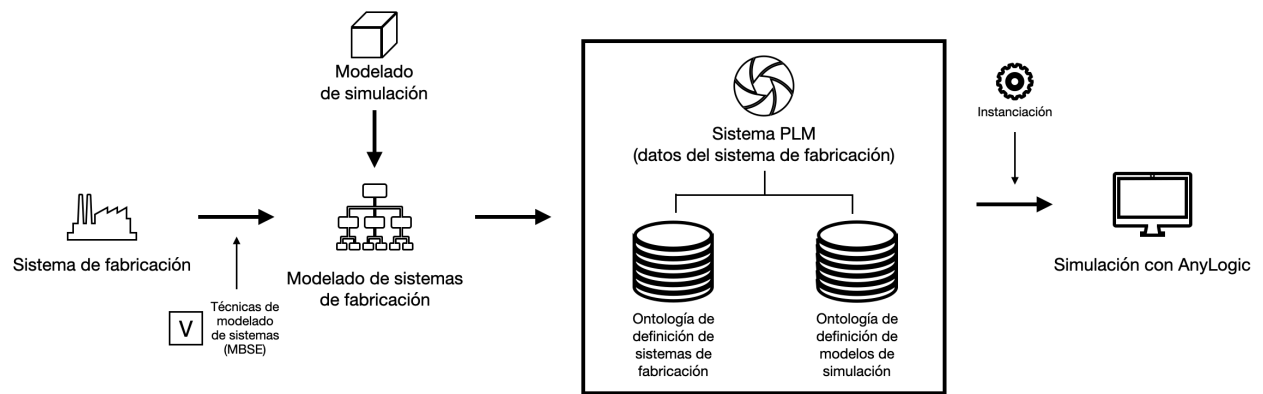 Modelado
de simulación
Sistema de fabricación
V
Técnicas de
modelado
de sistemas
(MBSE)
Modelado de sistemas
de fabricación
Sistema PLM
(datos del sistema de fabricación)
Ontología de
definición de
sistemas de
fabricación
Ontología de
definición de
modelos de
simulación
Instanciación
Simulación con AnyLogic